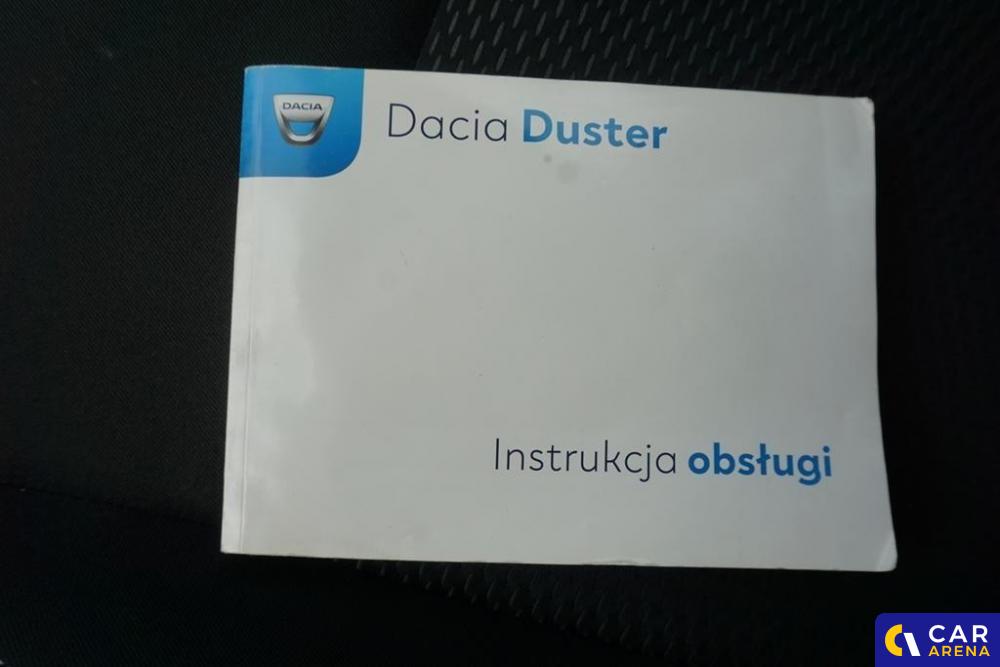 DACIA
Dacia Duster
Instrukcja obsługi
CAR
ARENA